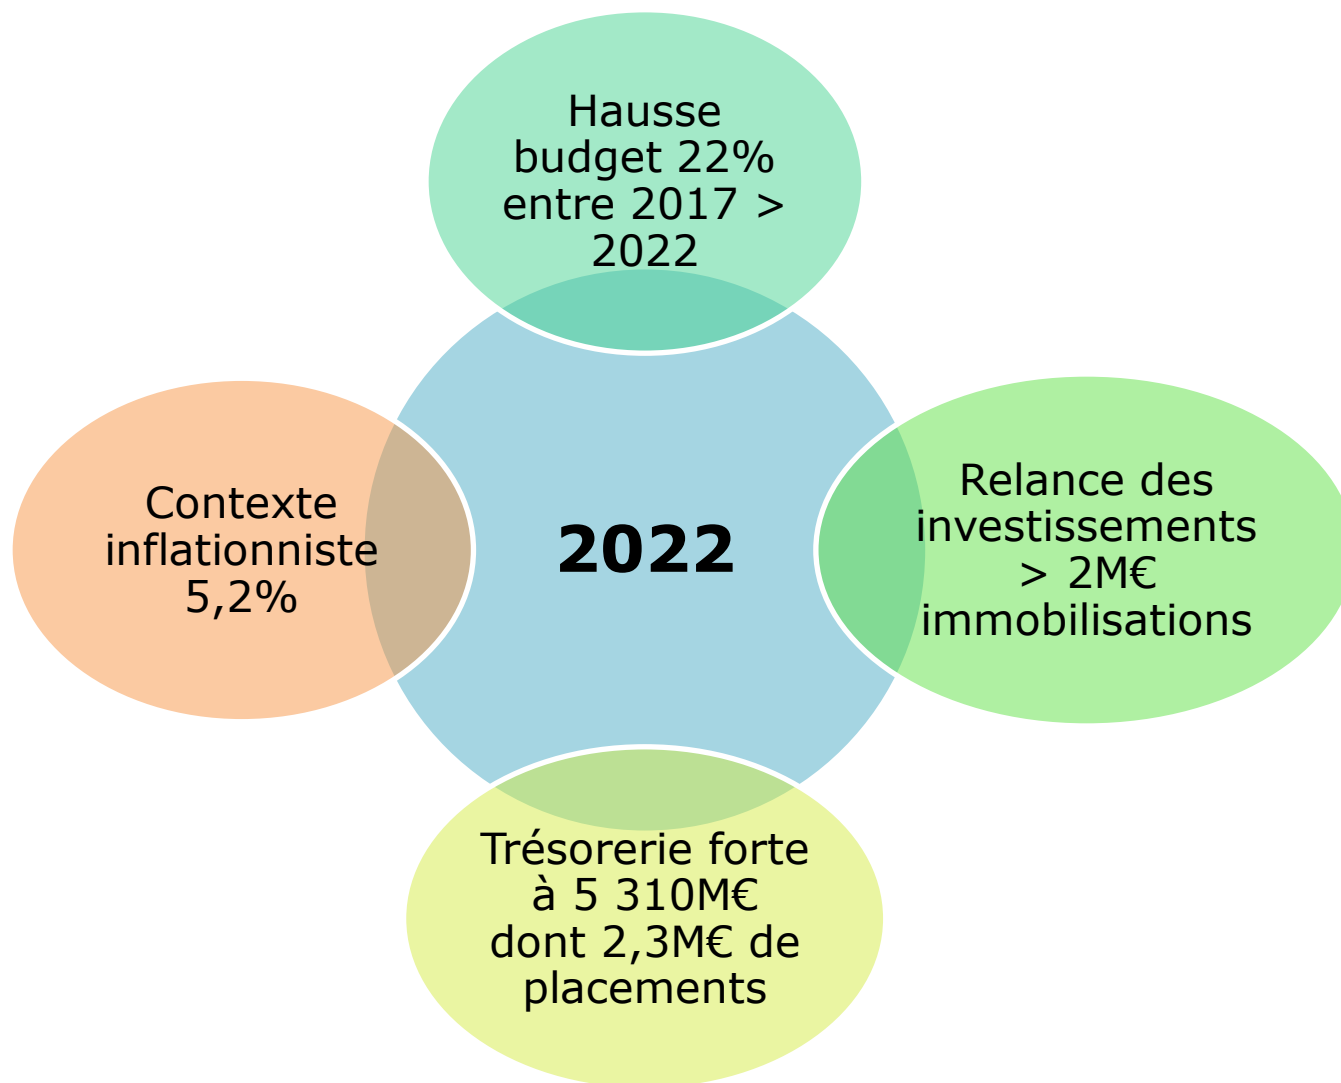 Hausse
budget 22%
entre 2017 >
2022
Contexte
inflationniste
5,2%
2022
Relance des
investissements
> 2M€
immobilisations
Trésorerie forte
à 5 310M€
dont 2,3M€ de
placements